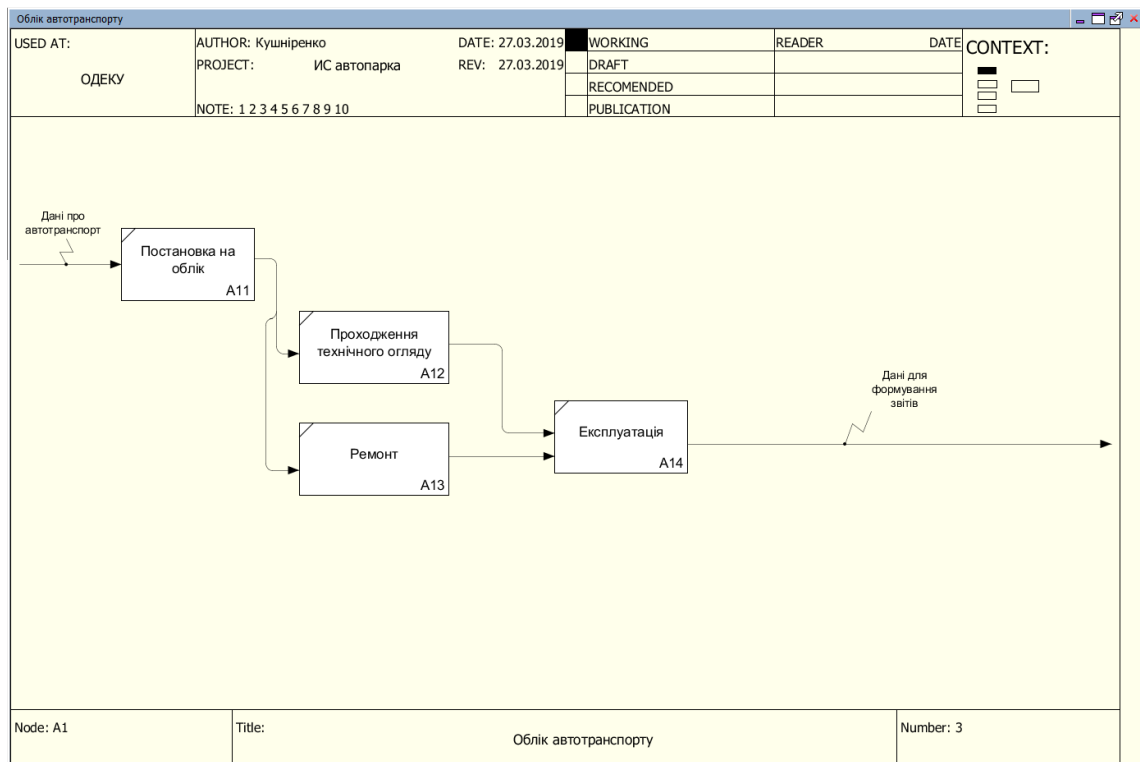 Облік автотранспорту
USED AT:
ОДЕКУ
AUTHOR: Кушніренко
DATE: 27.03.2019
PROJECT: ИС автопарка
REV: 27.03.2019
NOTE: 1 2 3 4 5 6 7 8 9 10
WORKING
DRAFT
RECOMENDED
PUBLICATION
READER
DATE
CONTEXT:
Дані про
автотранспорт
Постановка на
облік
A11
Проходження
технічного огляду
A12
Ремонт
A13
Експлуатація
A14
Дані для
формування
звітів
Node: A1
Title:
Облік автотранспорту
Number: 3